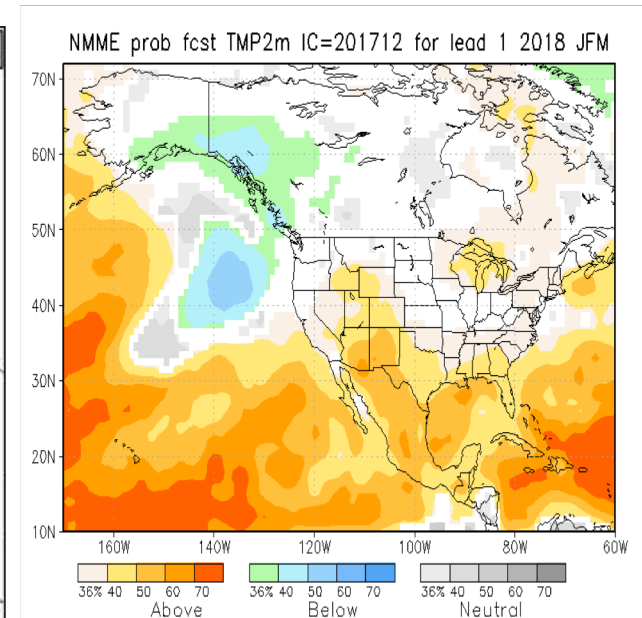 NMME prob fcst TMP2m IC=201712 for lead 1 2018 JFM
70N
60N
50N
40N
30N
20N
10N
160W 140W 120W 100W 80W 60W
36% 40 50 60 70 36% 40 50 60 70 36% 40 50 60 70
Above Below Neutral